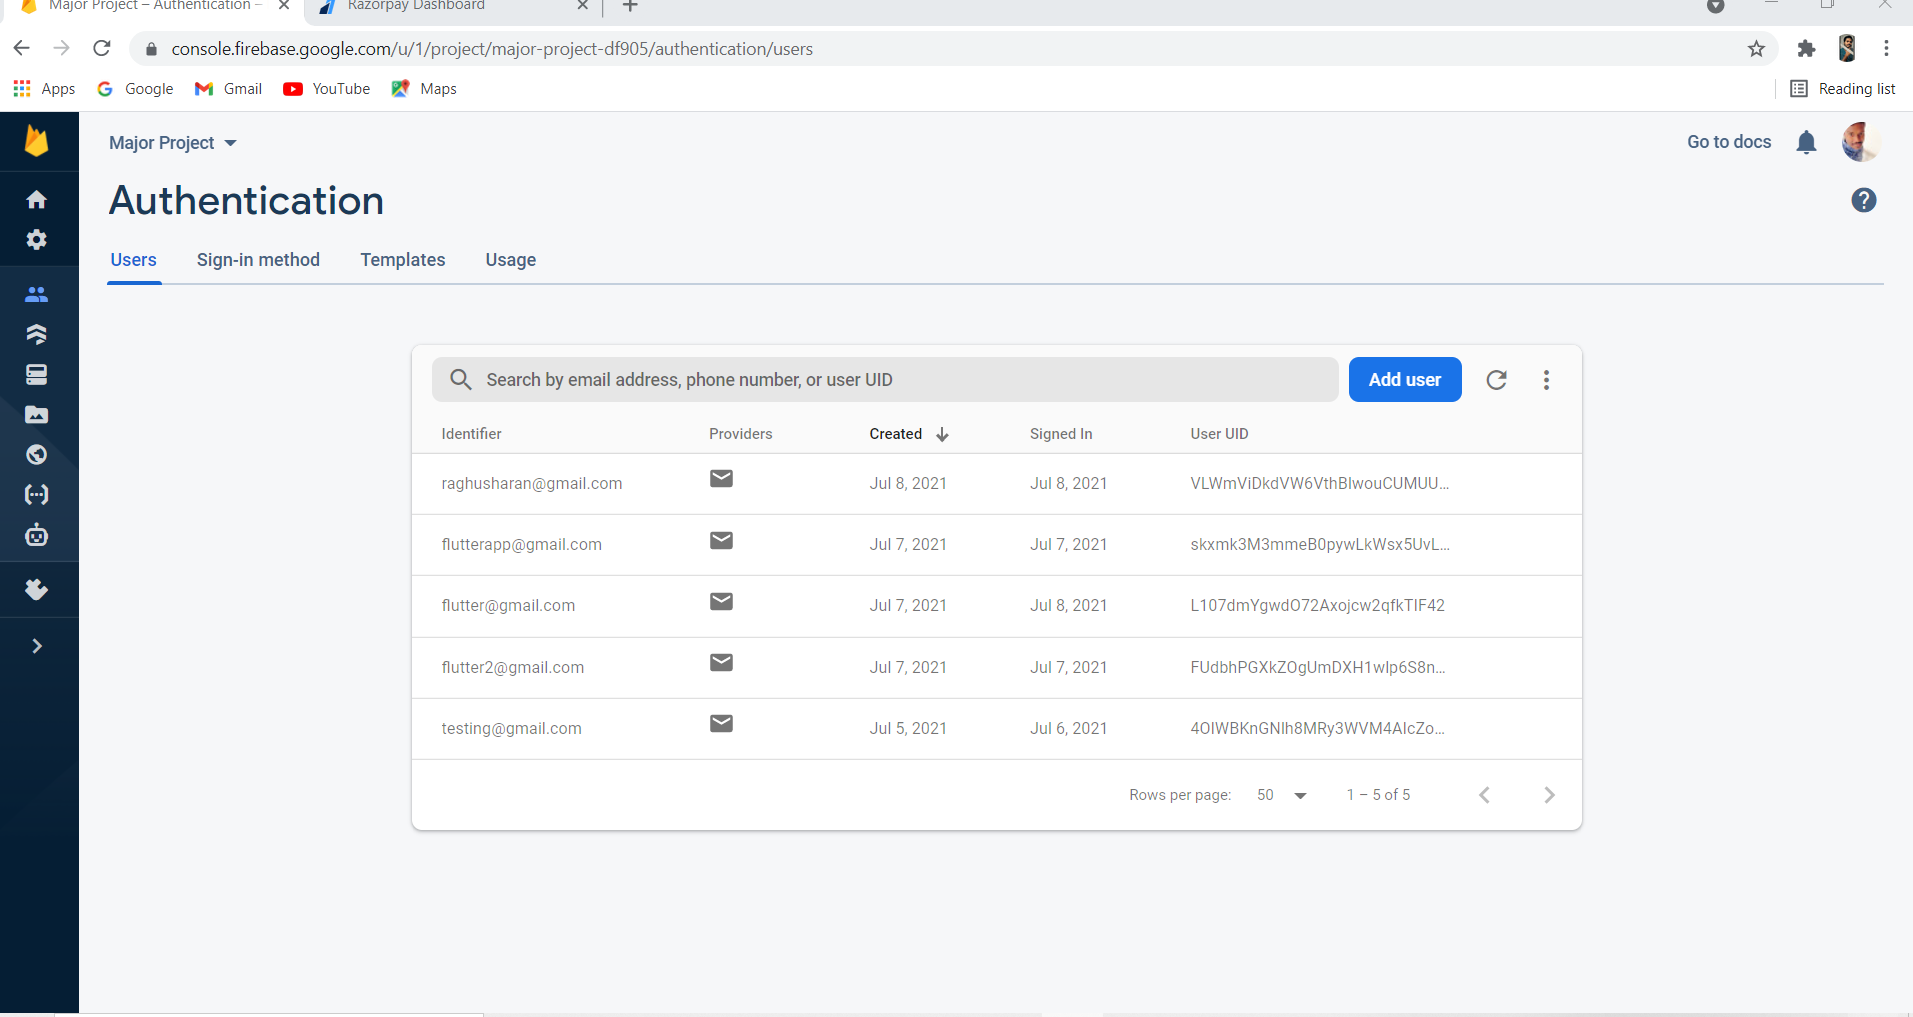 Major Project – Authentication –
Razorpay Dashboard
console.firebase.google.com/u/1/project/major-project-df905/authentication/users
Apps Google Gmail YouTube Maps Reading list
Major Project Go to docs
Authentication
Users Sign-in method Templates Usage
Search by email address, phone number, or user UID Add user
Identifier Providers Created Signed In User UID
raghusharan@gmail.com Jul 8, 2021 Jul 8, 2021 VLWmViDkdVW6VthBlwouCUMUU...
flutterapp@gmail.com Jul 7, 2021 Jul 7, 2021 skxmk3M3mmeB0pywLkWsx5UvL...
flutter@gmail.com Jul 7, 2021 Jul 8, 2021 L107dmYgwdO72Axojcw2qfkTlF42
flutter2@gmail.com Jul 7, 2021 Jul 7, 2021 FUdbhPGXkZOgUmDXH1wlp6S8n...
testing@gmail.com Jul 5, 2021 Jul 6, 2021 4OlWBKnGNlh8MRy3WVM4AlcZo...
Rows per page: 50 1 – 5 of 5